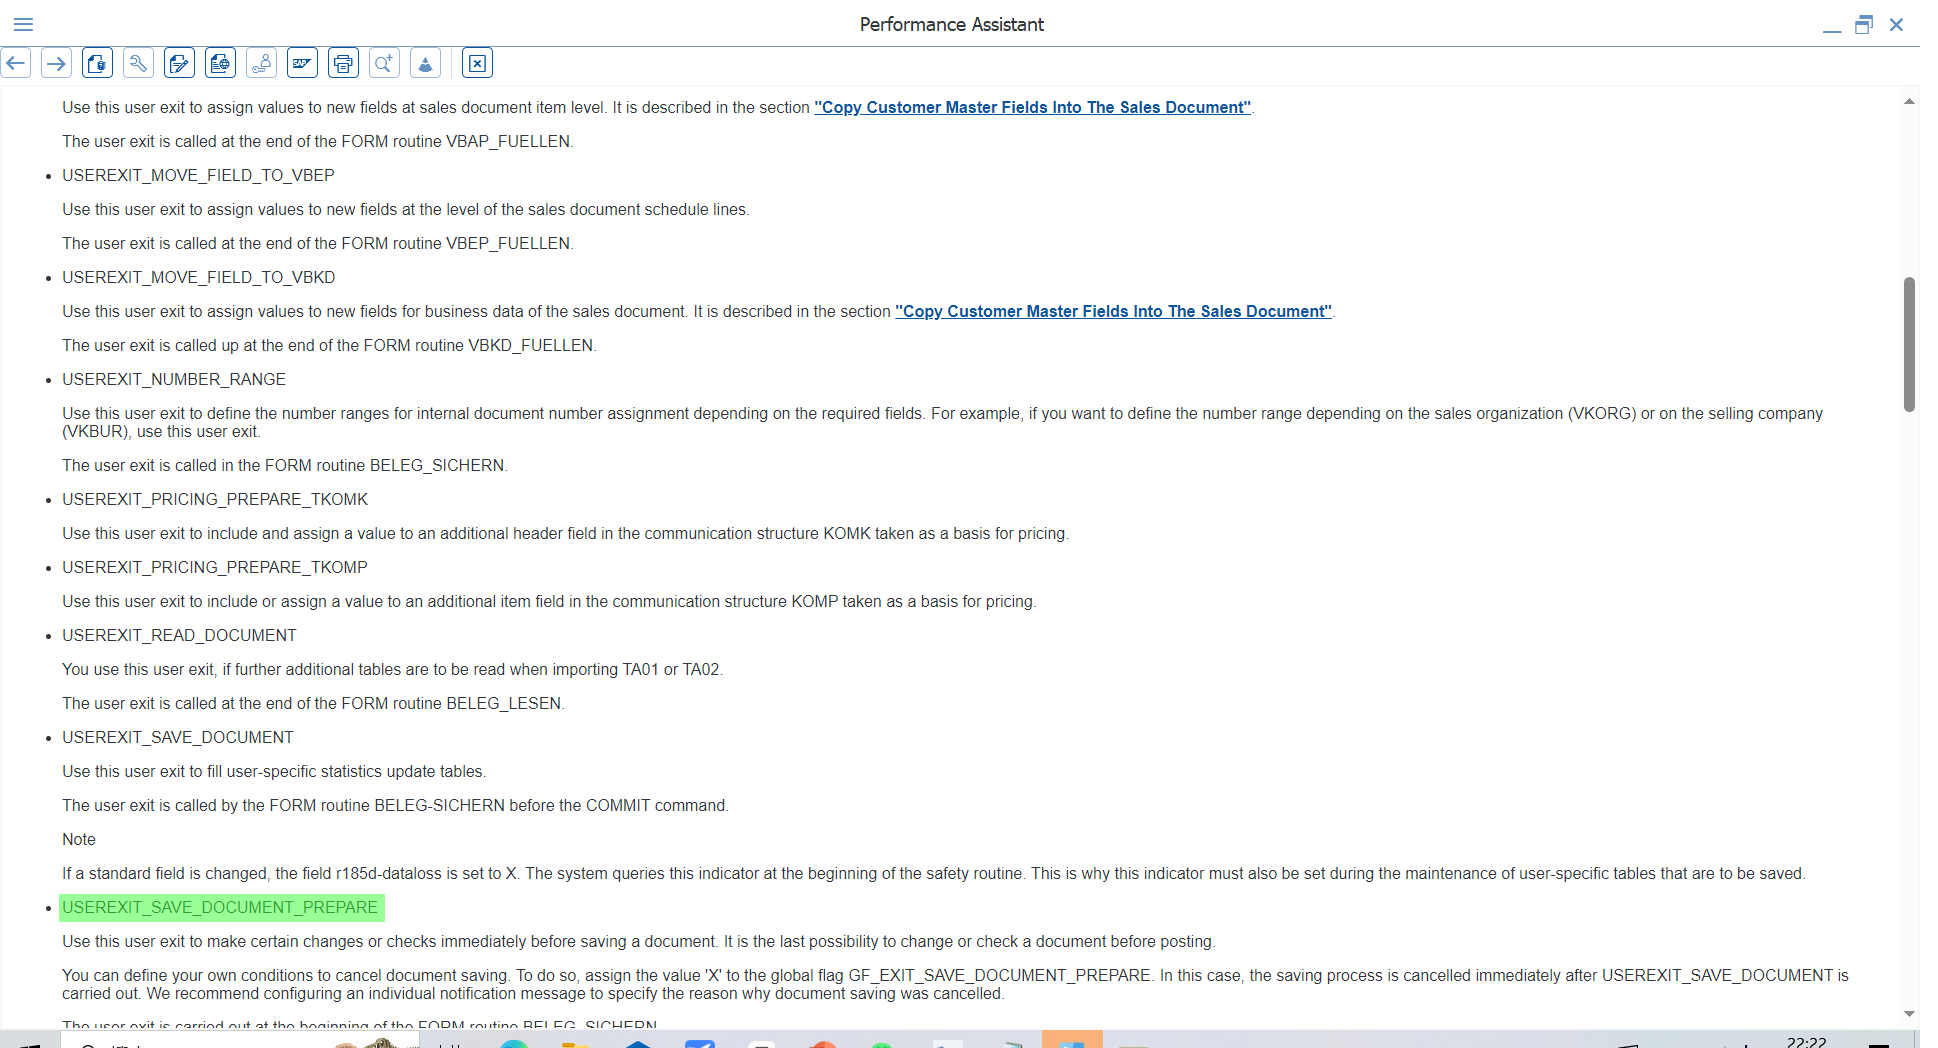 Performance Assistant
SAP
Use this user exit to assign values to new fields at sales document item level. It is described in the section "Copy Customer Master Fields Into The Sales Document".
The user exit is called at the end of the FORM routine VBAP_FUELLEN.
• USEREXIT_MOVE_FIELD_TO_VBEP
Use this user exit to assign values to new fields at the level of the sales document schedule lines.
The user exit is called at the end of the FORM routine VBEP_FUELLEN.
• USEREXIT_MOVE_FIELD_TO_VBKD
Use this user exit to assign values to new fields for business data of the sales document. It is described in the section "Copy Customer Master Fields Into The Sales Document".
The user exit is called up at the end of the FORM routine VBKD_FUELLEN.
• USEREXIT_NUMBER_RANGE
Use this user exit to define the number ranges for internal document number assignment depending on the required fields. For example, if you want to define the number range depending on the sales organization (VKORG) or on the selling company
(VKBUR), use this user exit.
The user exit is called in the FORM routine BELEG_SICHERN.
• USEREXIT_PRICING_PREPARE_TKOMK
Use this user exit to include and assign a value to an additional header field in the communication structure KOMK taken as a basis for pricing.
• USEREXIT_PRICING_PREPARE_TKOMP
Use this user exit to include or assign a value to an additional item field in the communication structure KOMP taken as a basis for pricing.
• USEREXIT_READ_DOCUMENT
You use this user exit, if further additional tables are to be read when importing TA01 or TA02.
The user exit is called at the end of the FORM routine BELEG_LESEN.
• USEREXIT_SAVE_DOCUMENT
Use this user exit to fill user-specific statistics update tables.
The user exit is called by the FORM routine BELEG-SICHERN before the COMMIT command.
Note
If a standard field is changed, the field r185d-dataloss is set to X. The system queries this indicator at the beginning of the safety routine. This is why this indicator must also be set during the maintenance of user-specific tables that are to be saved.
• USEREXIT_SAVE_DOCUMENT_PREPARE
Use this user exit to make certain changes or checks immediately before saving a document. It is the last possibility to change or check a document before posting.
You can define your own conditions to cancel document saving. To do so, assign the value 'X' to the global flag GF_EXIT_SAVE_DOCUMENT_PREPARE. In this case, the saving process is cancelled immediately after USEREXIT_SAVE_DOCUMENT is
carried out. We recommend configuring an individual notification message to specify the reason why document saving was cancelled.
The user exit is carried out at the beginning of the FORM routine BELEG_SICHERN
22:22